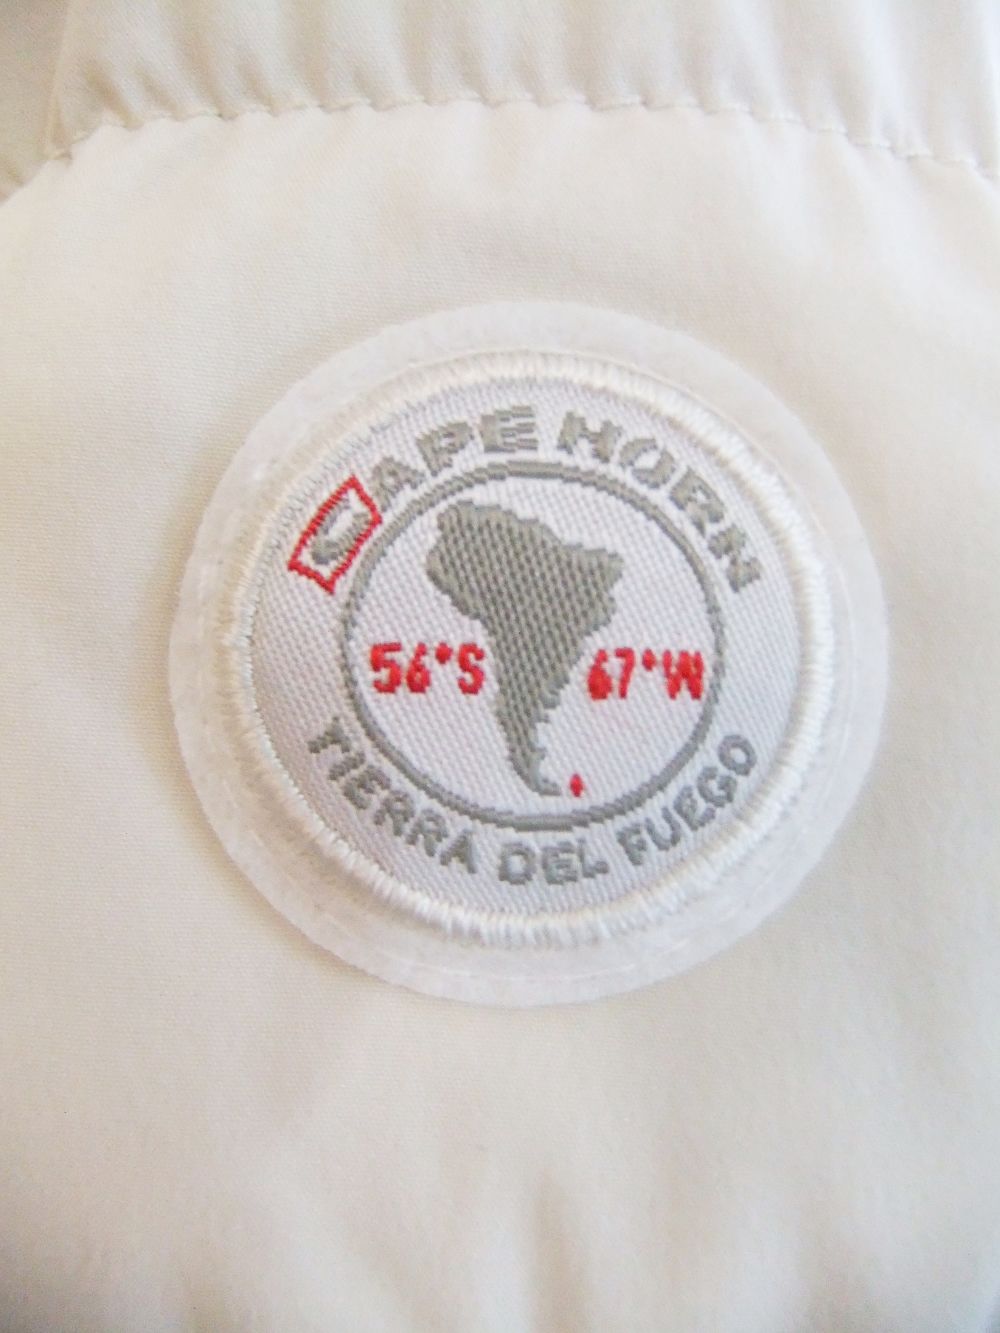 CAPE HORN
56°S 67°W
TIERRA DEL FUEGO